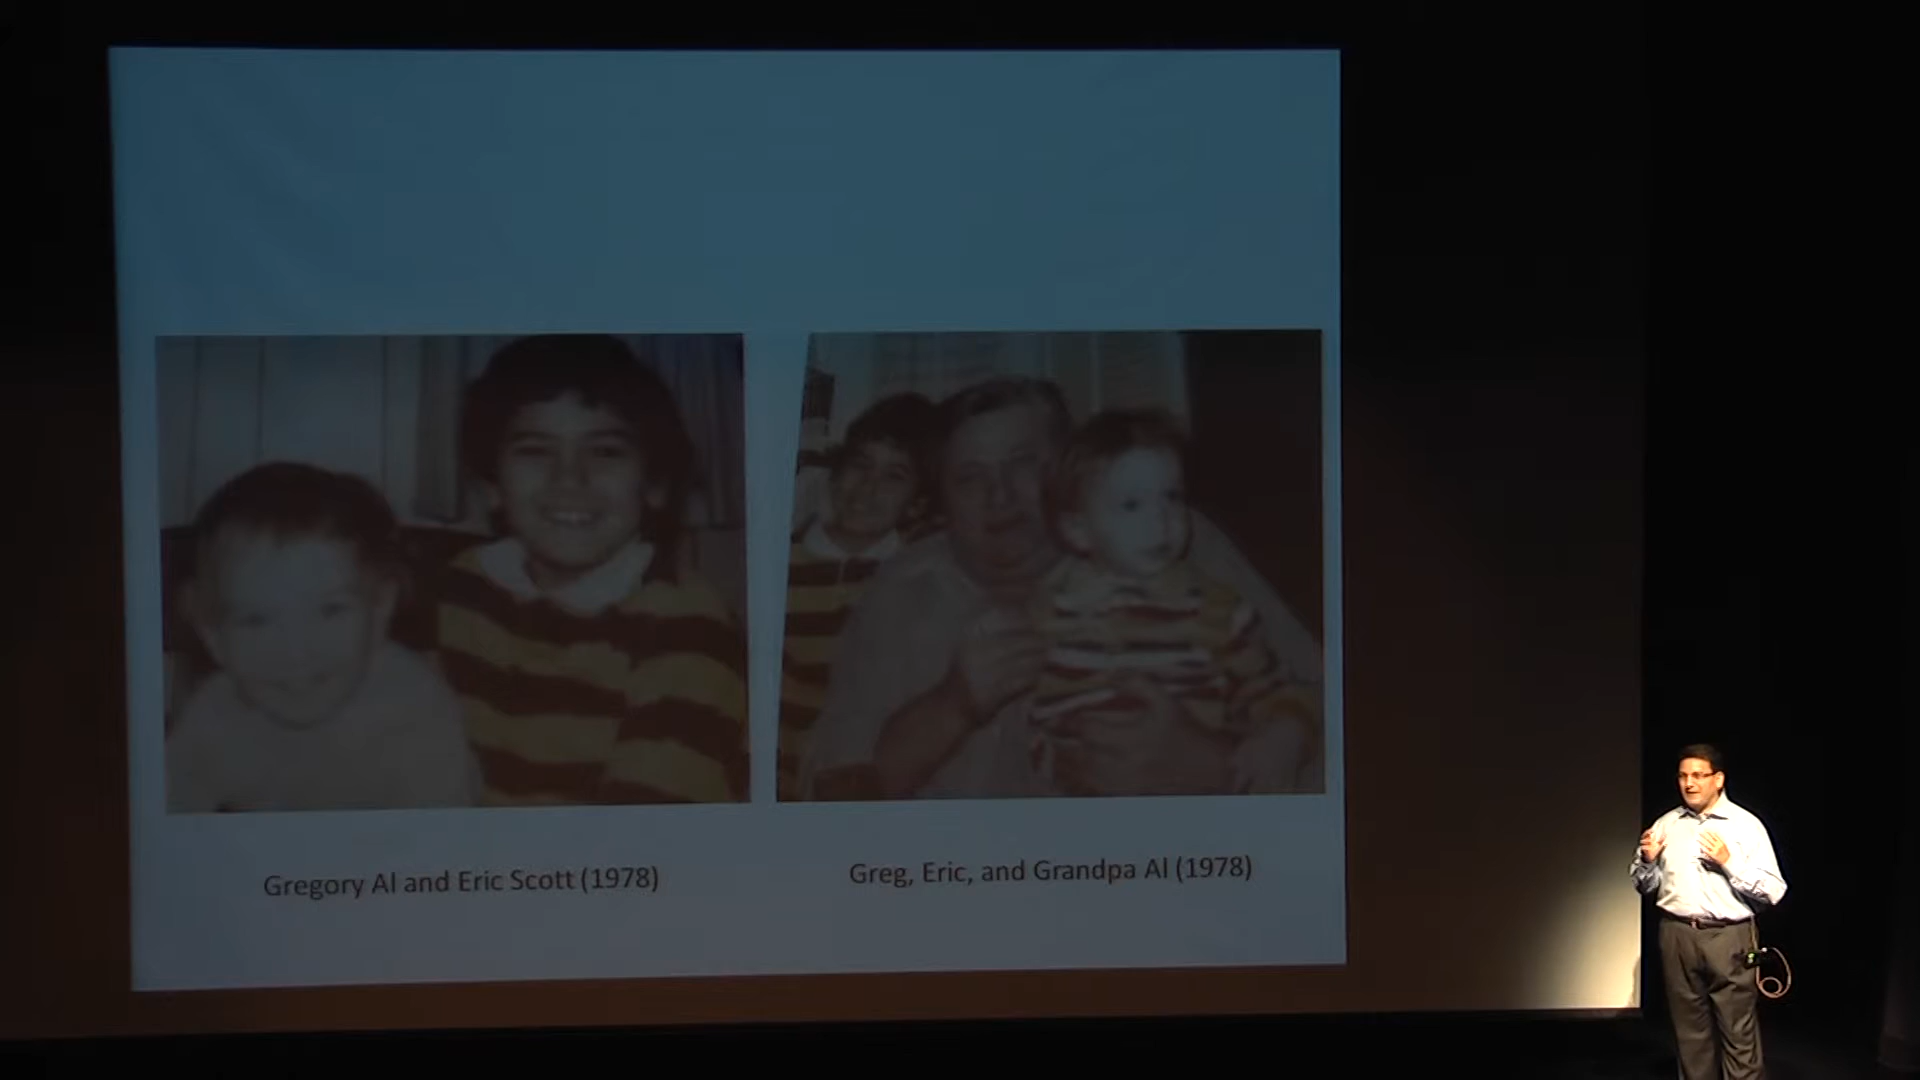 Gregory Al and Eric Scott (1978)
Greg, Eric, and Grandpa Al (1978)